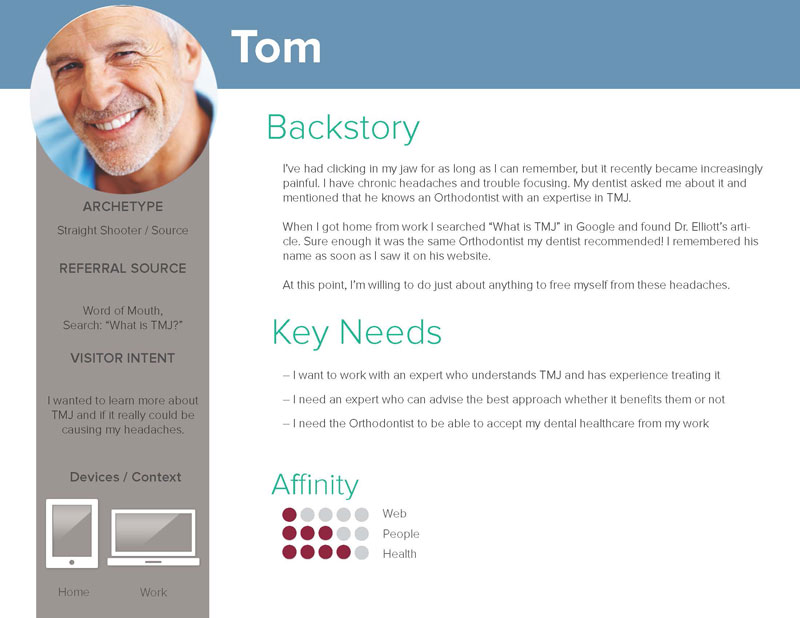 Tom
ARCHETYPE
Straight Shooter / Source
REFERRAL SOURCE
Word of Mouth,
Search: “What is TMJ?”
VISITOR INTENT
I wanted to learn more about
TMJ and if it really could be
causing my headaches.
Devices / Context
Home
Work
Backstory
I’ve had clicking in my jaw for as long as I can remember, but it recently became increasingly
painful. I have chronic headaches and trouble focusing. My dentist asked me about it and
mentioned that he knows an Orthodontist with an expertise in TMJ.
When I got home from work I searched “What is TMJ” in Google and found Dr. Elliott’s arti-
cle. Sure enough it was the same Orthodontist my dentist recommended! I remembered his
name as soon as I saw it on his website.
At this point, I’m willing to do just about anything to free myself from these headaches.
Key Needs
– I want to work with an expert who understands TMJ and has experience treating it
– I need an expert who can advise the best approach whether it benefits them or not
– I need the Orthodontist to be able to accept my dental healthcare from my work
Affinity
Web
People
Health